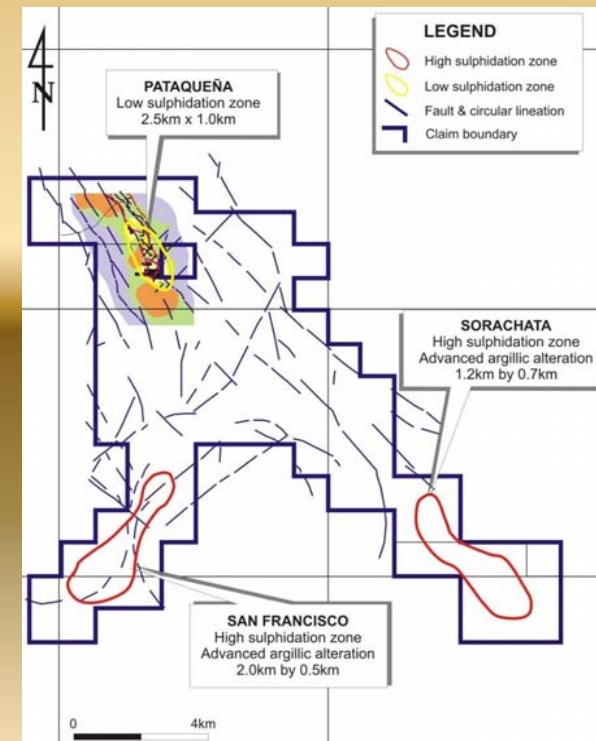 N
LEGEND
High sulphidation zone
Low sulphidation zone
Fault & circular lineation
Claim boundary
PATAQUEÑA
Low sulphidation zone
2.5km x 1.0km
SORACHATA
High sulphidation zone
Advanced argillic alteration
1.2km by 0.7km
SAN FRANCISCO
High sulphidation zone
Advanced argillic alteration
2.0km by 0.5km
0 4km